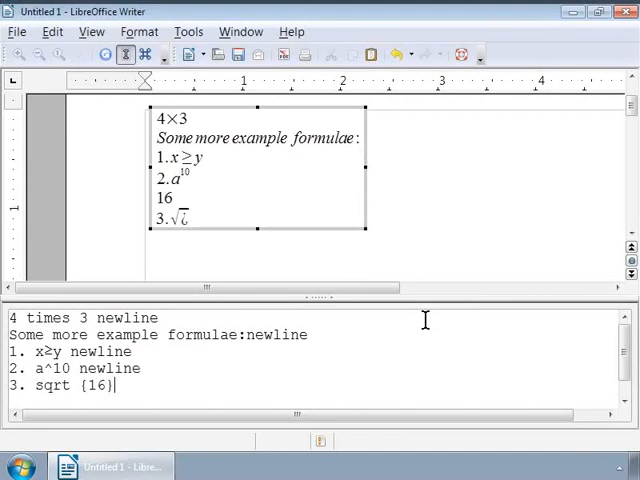 Untitled 1 - LibreOffice Writer
File Edit View Format Tools Window Help
1 2 3 4
1
4×3
Some more example formulae:
1. x ≥ y
2. a^10
16
3. √¿
4 times 3 newline
Some more example formulae:newline
1. x≥y newline
2. a^10 newline
3. sqrt {16}
Untitled 1 - Libre...